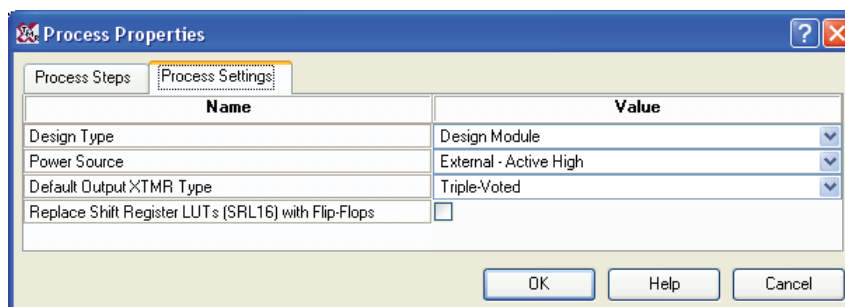 Process Properties
Process Steps Process Settings
Name Value
Design Type Design Module
Power Source External - Active High
Default Output XTMR Type Triple-Voted
Replace Shift Register LUTs (SRL16) with Flip-Flops
OK Help Cancel